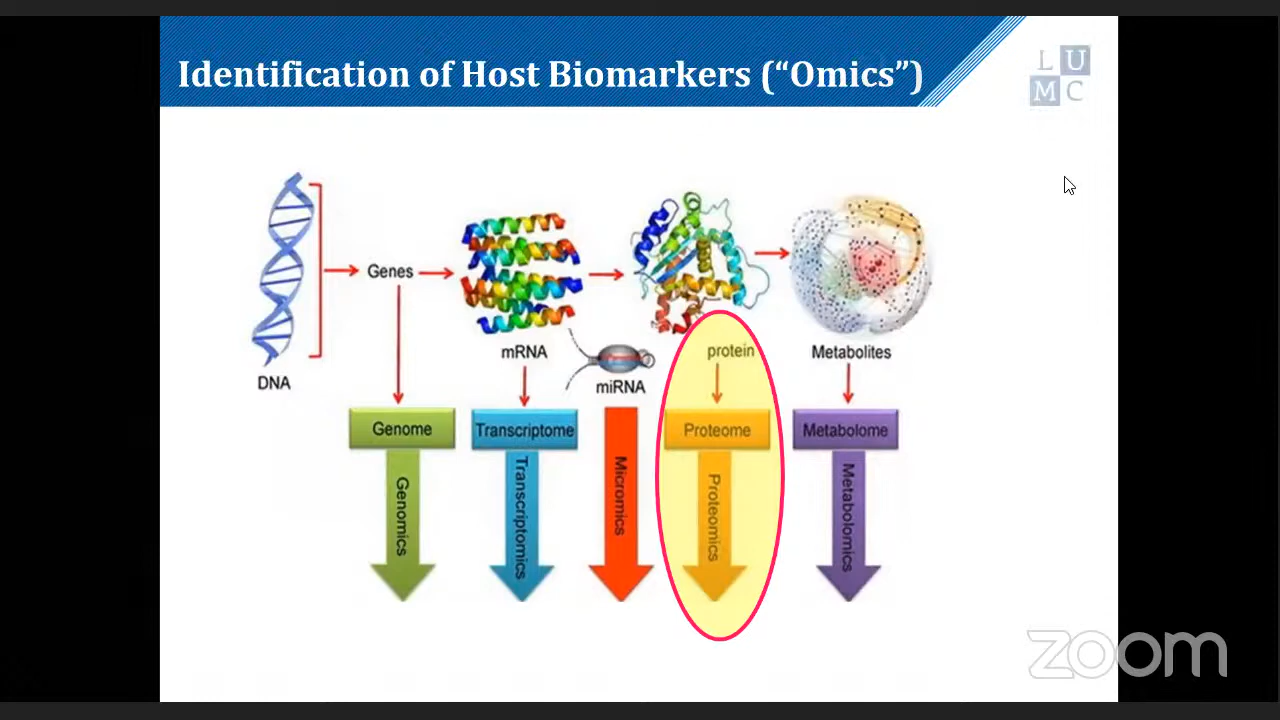 Identification of Host Biomarkers (“Omics”)
L U
M C
DNA
Genes
mRNA
miRNA
protein
Metabolites
Genome
Transcriptome
Proteome
Metabolome
Genomics
Transcriptomics
Micromics
Proteomics
Metabolomics
zoom